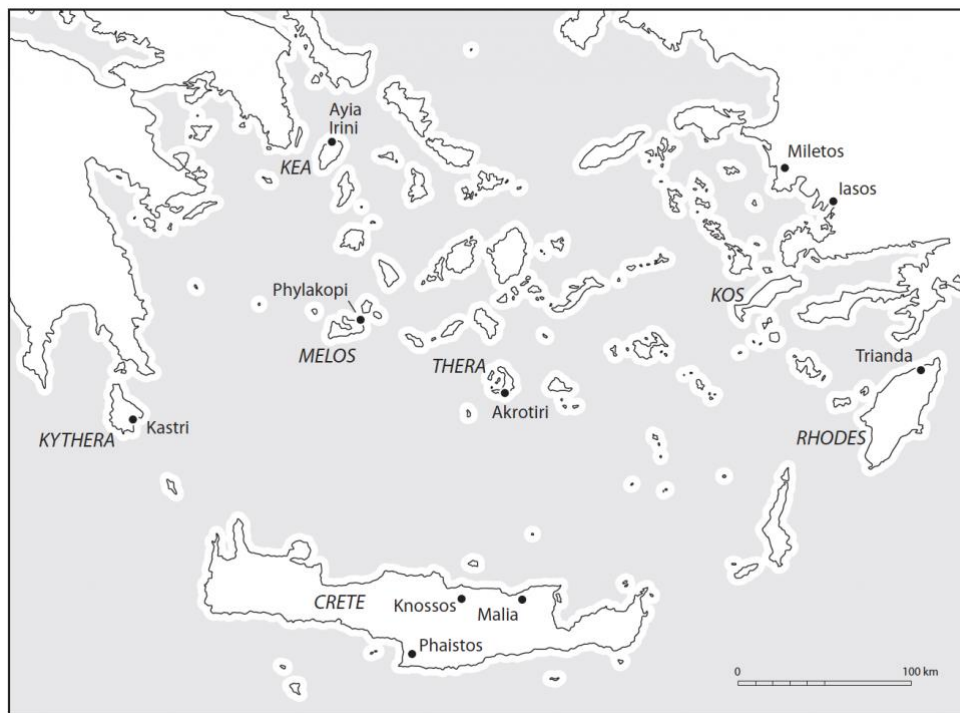 Ayia
Irini
KEA
Miletos
Iasos
Phylakopi
MELOS
THERA
KOS
Akrotiri
Trianda
RHODES
KYTHERA
Kastri
CRETE
Knossos
Malia
Phaistos
0
100 km